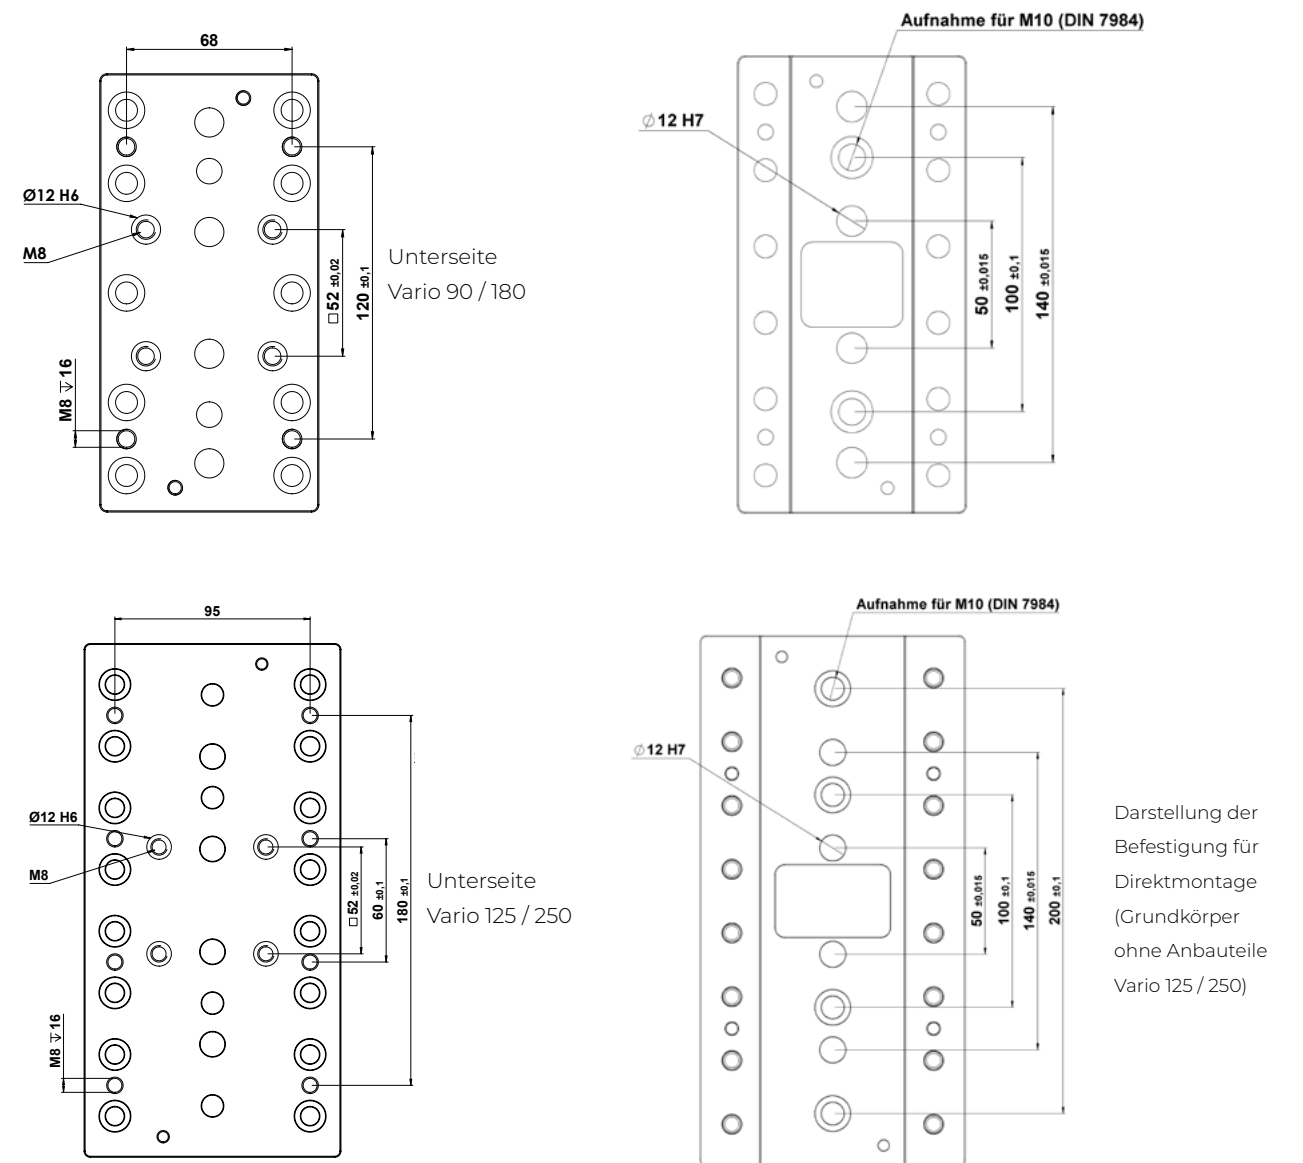 68
Ø12 H6
M8
M8 ↧ 16
□ 52 ±0,02
120 ±0,1
Unterseite
Vario 90 / 180
Aufnahme für M10 (DIN 7984)
∅ 12 H7
50 ±0,015
100 ±0,1
140 ±0,015
95
Ø12 H6
M8
M8 ↧ 16
□ 52 ±0,02
60 ±0,1
180 ±0,1
Unterseite
Vario 125 / 250
Aufnahme für M10 (DIN 7984)
∅ 12 H7
50 ±0,015
100 ±0,1
140 ±0,015
200 ±0,1
Darstellung der
Befestigung für
Direktmontage
(Grundkörper
ohne Anbauteile
Vario 125 / 250)